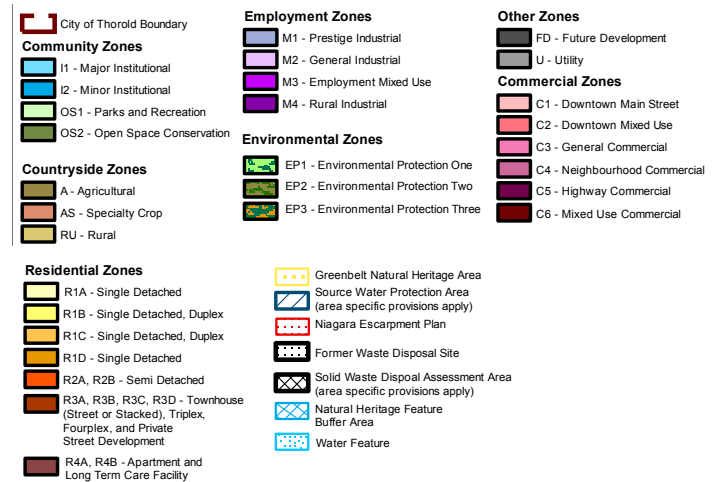 City of Thorold Boundary
Community Zones
I1 - Major Institutional
I2 - Minor Institutional
OS1 - Parks and Recreation
OS2 - Open Space Conservation
Countryside Zones
A - Agricultural
AS - Specialty Crop
RU - Rural
Employment Zones
M1 - Prestige Industrial
M2 - General Industrial
M3 - Employment Mixed Use
M4 - Rural Industrial
Environmental Zones
EP1 - Environmental Protection One
EP2 - Environmental Protection Two
EP3 - Environmental Protection Three
Other Zones
FD - Future Development
U - Utility
Commercial Zones
C1 - Downtown Main Street
C2 - Downtown Mixed Use
C3 - General Commercial
C4 - Neighbourhood Commercial
C5 - Highway Commercial
C6 - Mixed Use Commercial
Residential Zones
R1A - Single Detached
R1B - Single Detached, Duplex
R1C - Single Detached, Duplex
R1D - Single Detached
R2A, R2B - Semi Detached
R3A, R3B, R3C, R3D - Townhouse
(Street or Stacked), Triplex,
Fourplex, and Private
Street Development
R4A, R4B - Apartment and
Long Term Care Facility
Greenbelt Natural Heritage Area
Source Water Protection Area
(area specific provisions apply)
Niagara Escarpment Plan
Former Waste Disposal Site
Solid Waste Dispoal Assessment Area
(area specific provisions apply)
Natural Heritage Feature
Buffer Area
Water Feature